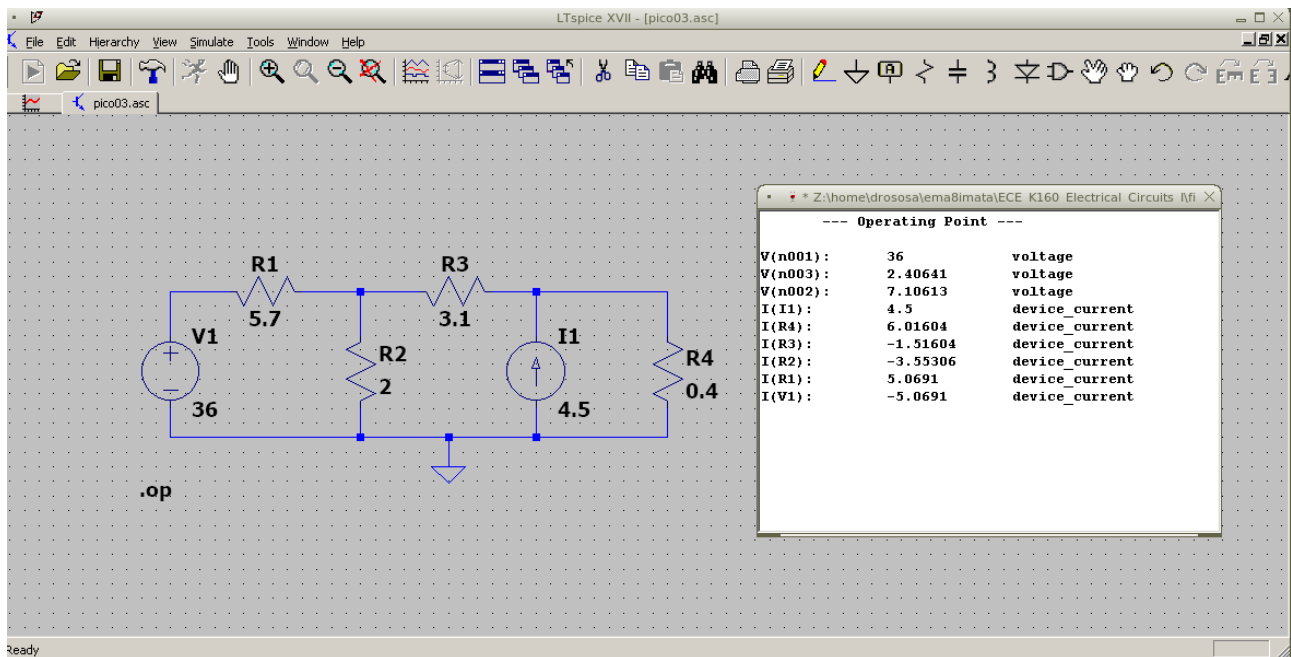 LTspice XVII - [pico03.asc]
File Edit Hierarchy View Simulate Tools Window Help
pico03.asc
R1
5.7
R3
3.1
V1
36
R2
2
I1
4.5
R4
0.4
.op
* Z:\home\drososa\ema8imata\ECE K160 Electrical Circuits I\fi
--- Operating Point ---
V(n001): 36 voltage
V(n003): 2.40641 voltage
V(n002): 7.10613 voltage
I(I1): 4.5 device_current
I(R4): 6.01604 device_current
I(R3): -1.51604 device_current
I(R2): -3.55306 device_current
I(R1): 5.0691 device_current
I(V1): -5.0691 device_current
Ready